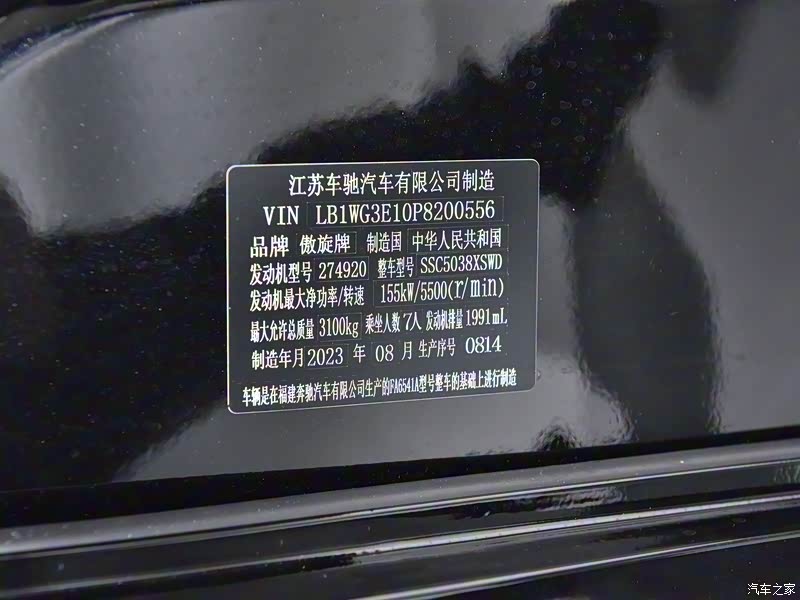 江苏车驰汽车有限公司制造
VIN LB1WG3E10P8200556
品牌 傲旋牌 制造国 中华人民共和国
发动机型号 274920 整车型号 SSC5038XSWD
发动机最大净功率/转速 155kW/5500(r/min)
最大允许总质量 3100kg 乘坐人数 7人 发动机排量 1991mL
制造年月 2023 年 08 月 生产序号 0814
车辆是在福建奔驰汽车有限公司生产的FA6541A型号整车的基础上进行制造
汽车之家